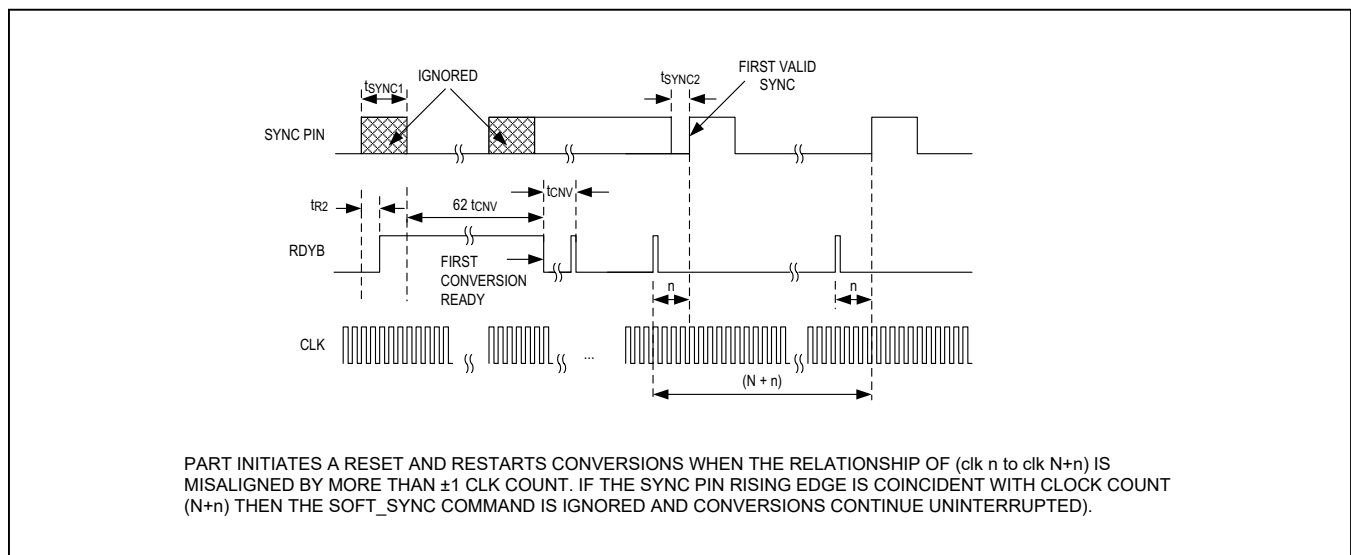 tSYNC1
IGNORED
tSYNC2
FIRST VALID
SYNC
SYNC PIN
tCNV
tR2
62 tCNV
RDYB
FIRST
CONVERSION
READY
n
n
CLK
...
(N + n)
PART INITIATES A RESET AND RESTARTS CONVERSIONS WHEN THE RELATIONSHIP OF (clk n to clk N+n) IS
MISALIGNED BY MORE THAN ±1 CLK COUNT. IF THE SYNC PIN RISING EDGE IS COINCIDENT WITH CLOCK COUNT
(N+n) THEN THE SOFT_SYNC COMMAND IS IGNORED AND CONVERSIONS CONTINUE UNINTERRUPTED).